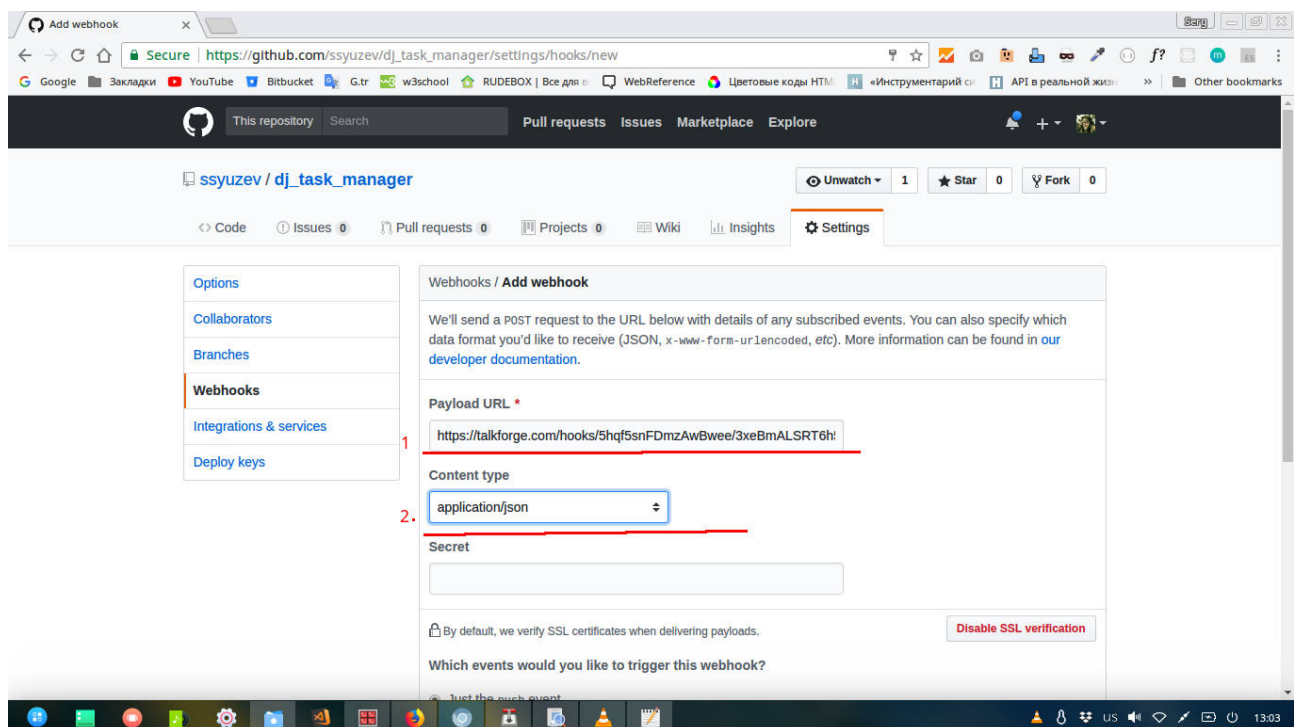 Add webhook
Serg
Secure | https://github.com/ssyuzev/dj_task_manager/settings/hooks/new
f?
Google Закладки YouTube Bitbucket G.tr w3school RUDEBOX | Все для в WebReference Цветовые коды HTM «Инструментарий си API в реальной жизн » Other bookmarks
This repository Search Pull requests Issues Marketplace Explore
ssyuzev / dj_task_manager
Unwatch 1 Star 0 Fork 0
<> Code Issues 0 Pull requests 0 Projects 0 Wiki Insights Settings
Options
Collaborators
Branches
Webhooks
Integrations & services
Deploy keys
Webhooks / Add webhook
We'll send a POST request to the URL below with details of any subscribed events. You can also specify which
data format you'd like to receive (JSON, x-www-form-urlencoded, etc). More information can be found in our
developer documentation.
Payload URL *
https://talkforge.com/hooks/5hqf5snFDmzAwBwee/3xeBmALSRT6h
1
Content type
application/json
2.
Secret
By default, we verify SSL certificates when delivering payloads.
Disable SSL verification
Which events would you like to trigger this webhook?
Just the push event
US 13:03